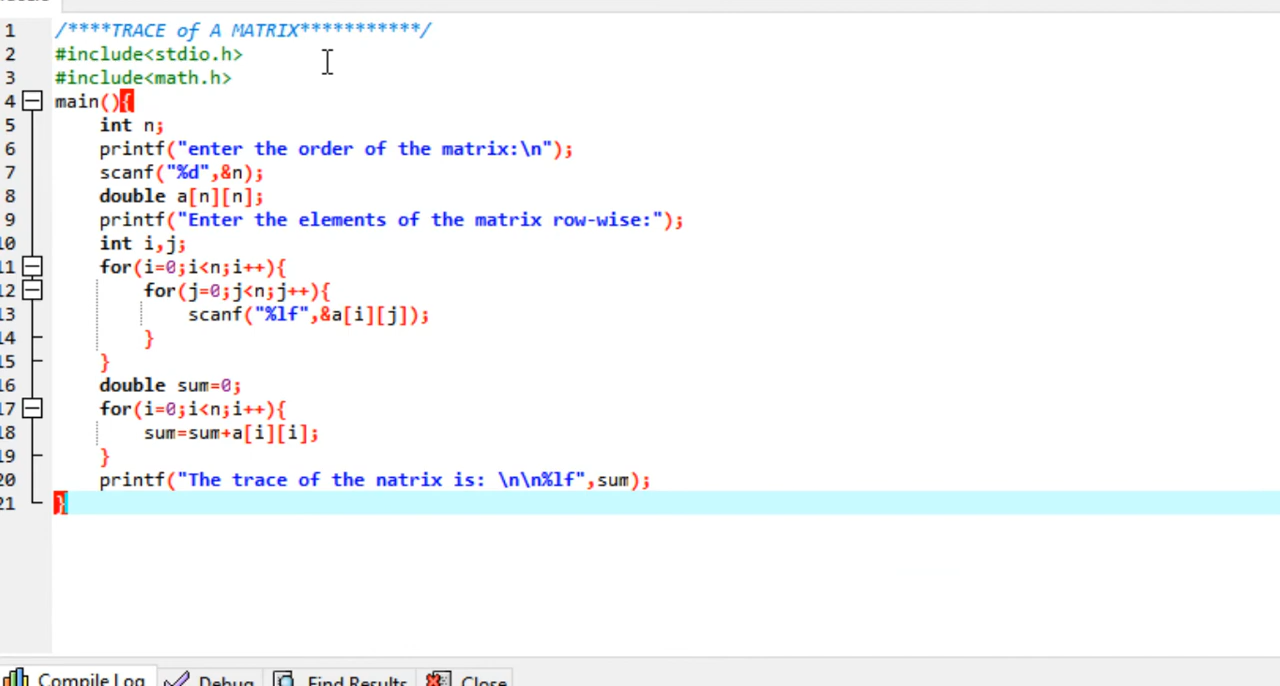 1 /****TRACE of A MATRIX***********/
2 #include<stdio.h>
3 #include<math.h>
4 main(){
5 int n;
6 printf("enter the order of the matrix:\n");
7 scanf("%d",&n);
8 double a[n][n];
9 printf("Enter the elements of the matrix row-wise:");
10 int i,j;
11 for(i=0;i<n;i++){
12 for(j=0;j<n;j++){
13 scanf("%lf",&a[i][j]);
14 }
15 }
16 double sum=0;
17 for(i=0;i<n;i++){
18 sum=sum+a[i][i];
19 }
20 printf("The trace of the natrix is: \n\n%lf",sum);
21 }
Compile Log Debug Find Results Close